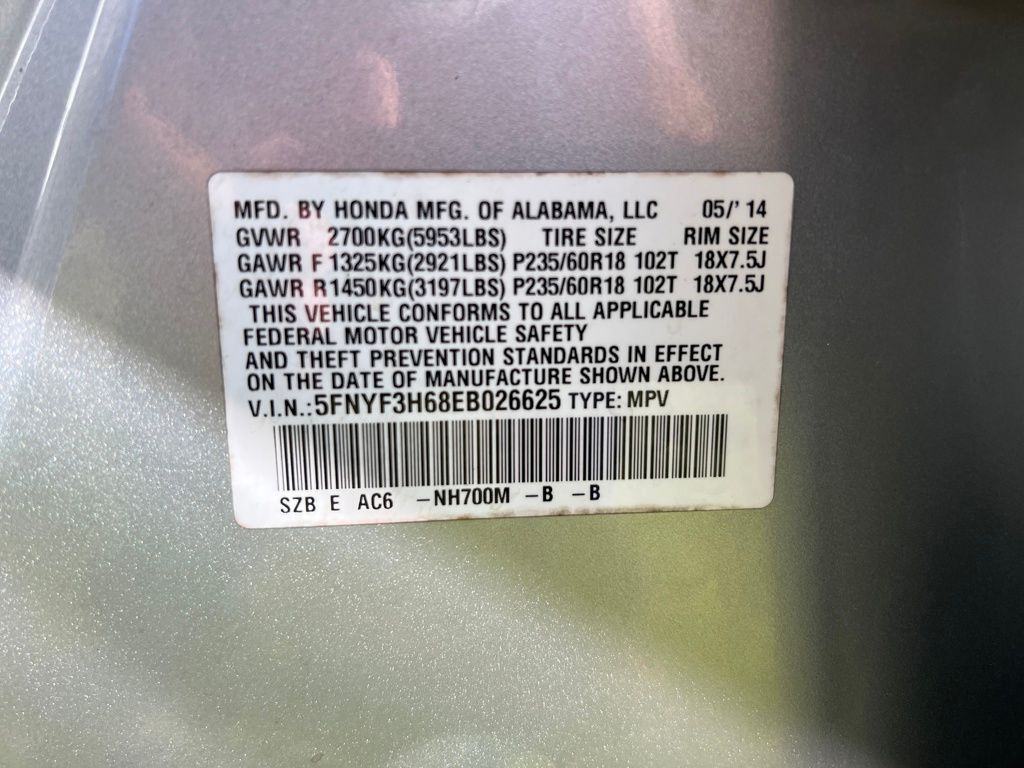 MFD. BY HONDA MFG. OF ALABAMA, LLC 05/'14
GVWR 2700KG(5953LBS) TIRE SIZE RIM SIZE
GAWR F 1325KG(2921LBS) P235/60R18 102T 18X7.5J
GAWR R1450KG(3197LBS) P235/60R18 102T 18X7.5J
THIS VEHICLE CONFORMS TO ALL APPLICABLE
FEDERAL MOTOR VEHICLE SAFETY
AND THEFT PREVENTION STANDARDS IN EFFECT
ON THE DATE OF MANUFACTURE SHOWN ABOVE.
V.I.N.:5FNYF3H68EB026625 TYPE: MPV
SZB E AC6 -NH700M -B -B